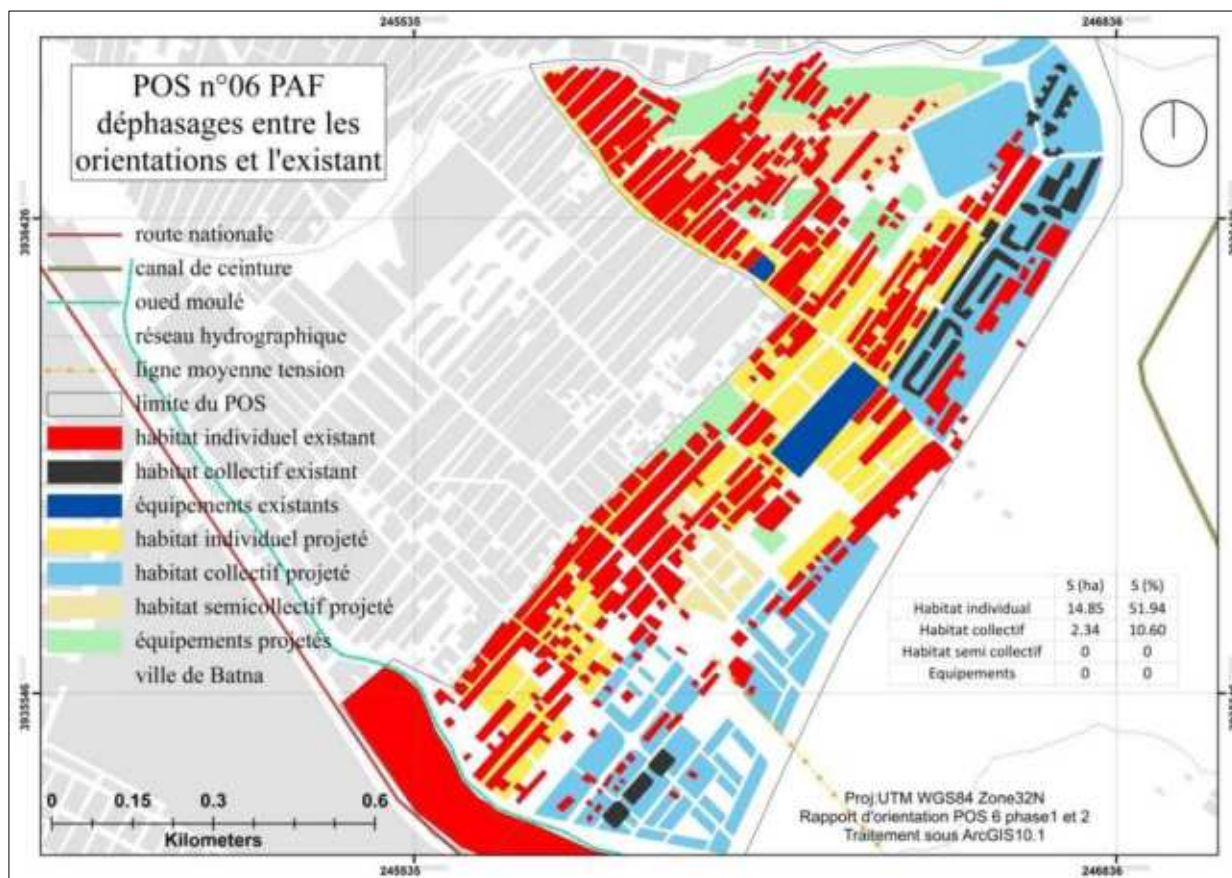 245535
246836
POS n°06 PAF
déphasages entre les
orientations et l'existant
3936426
route nationale
canal de ceinture
oued moulé
réseau hydrographique
ligne moyenne tension
limite du POS
habitat individuel existant
habitat collectif existant
équipements existants
habitat individuel projeté
habitat collectif projeté
habitat semicollectif projeté
équipements projetés
ville de Batna
S (ha) S (%)
Habitat individual 14.85 51.94
Habitat collectif 2.34 10.60
Habitat semi collectif 0 0
Equipements 0 0
3935546
0 0.15 0.3 0.6
Kilometers
Proj:UTM WGS84 Zone32N
Rapport d'orientation POS 6 phase1 et 2
Traitement sous ArcGIS10.1
245535
246836